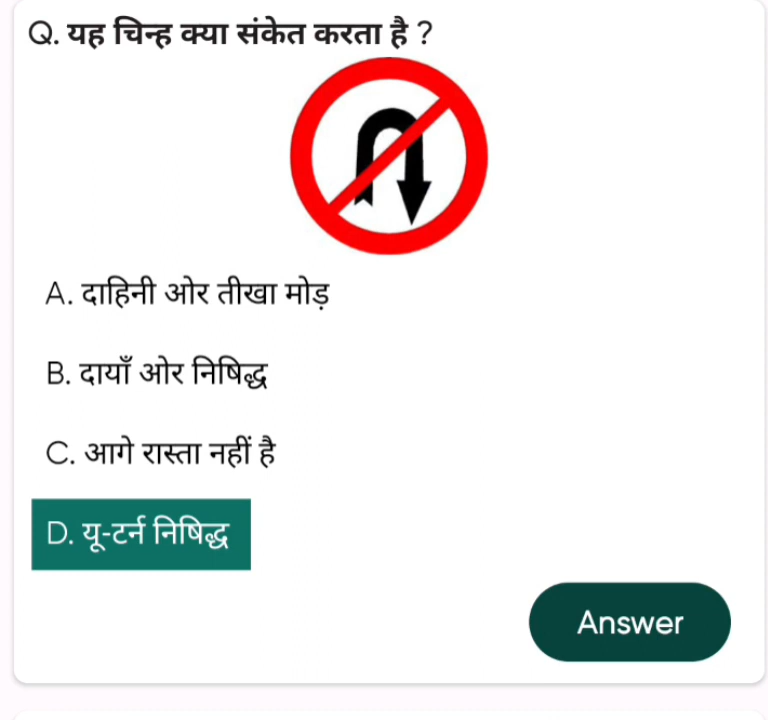 Q. यह चिन्ह क्या संकेत करता है ?
A. दाहिनी ओर तीखा मोड़
B. दायाँ ओर निषिद्ध
C. आगे रास्ता नहीं है
D. यू-टर्न निषिद्ध
Answer